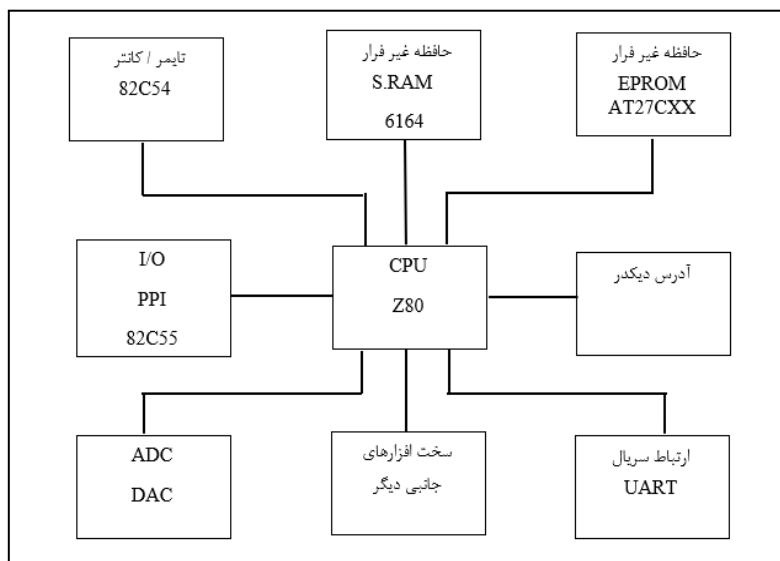 تایمر / کانتر
82C54
حافظه غیر فرار
S.RAM
6164
حافظه غیر فرار
EPROM
AT27CXX
I/O
PPI
82C55
CPU
Z80
آدرس دیکدر
ADC
DAC
سخت افزارهای
جانبی دیگر
ارتباط سریال
UART